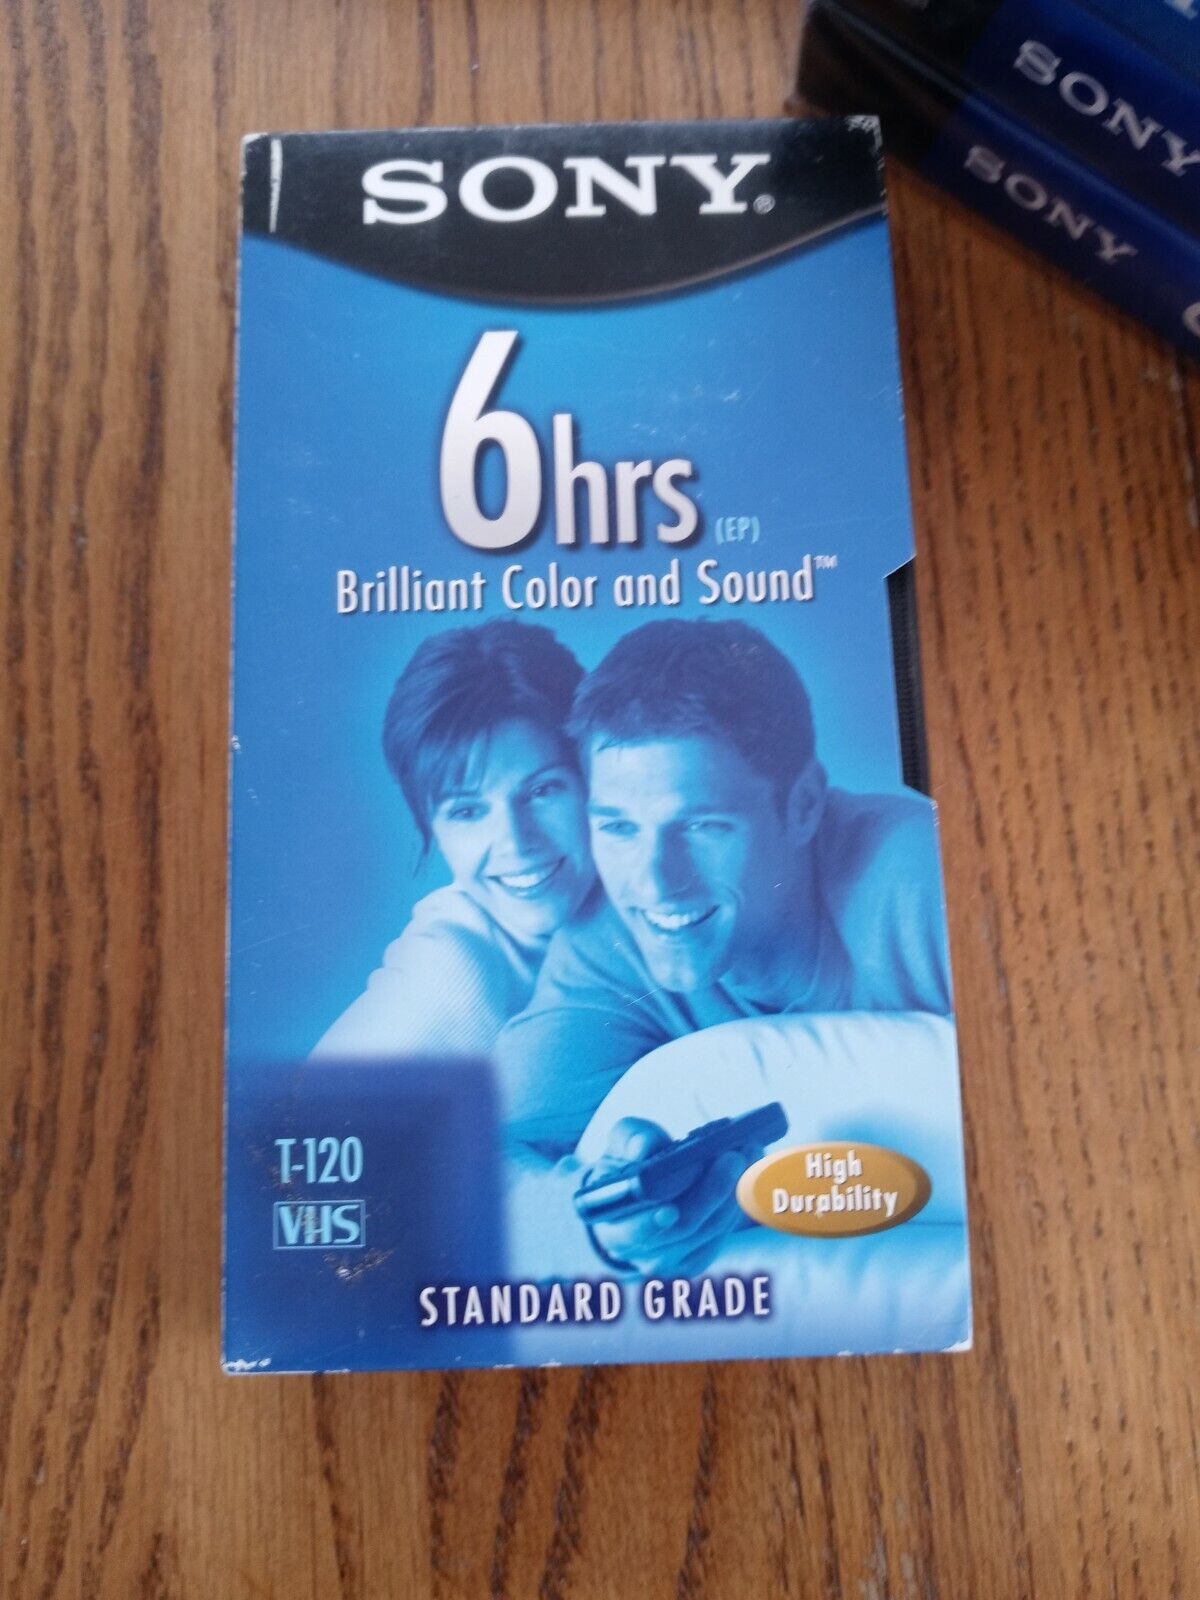 SONY®
6hrs (EP)
Brilliant Color and Sound™
T-120
VHS
High
Durability
STANDARD GRADE
SONY
SONY